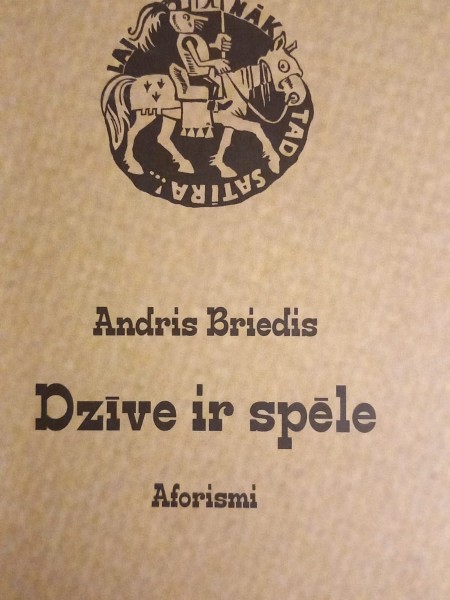 LAI NĀK TAD SATĪRA!..
Andris Briedis
Dzīve ir spēle
Aforismi